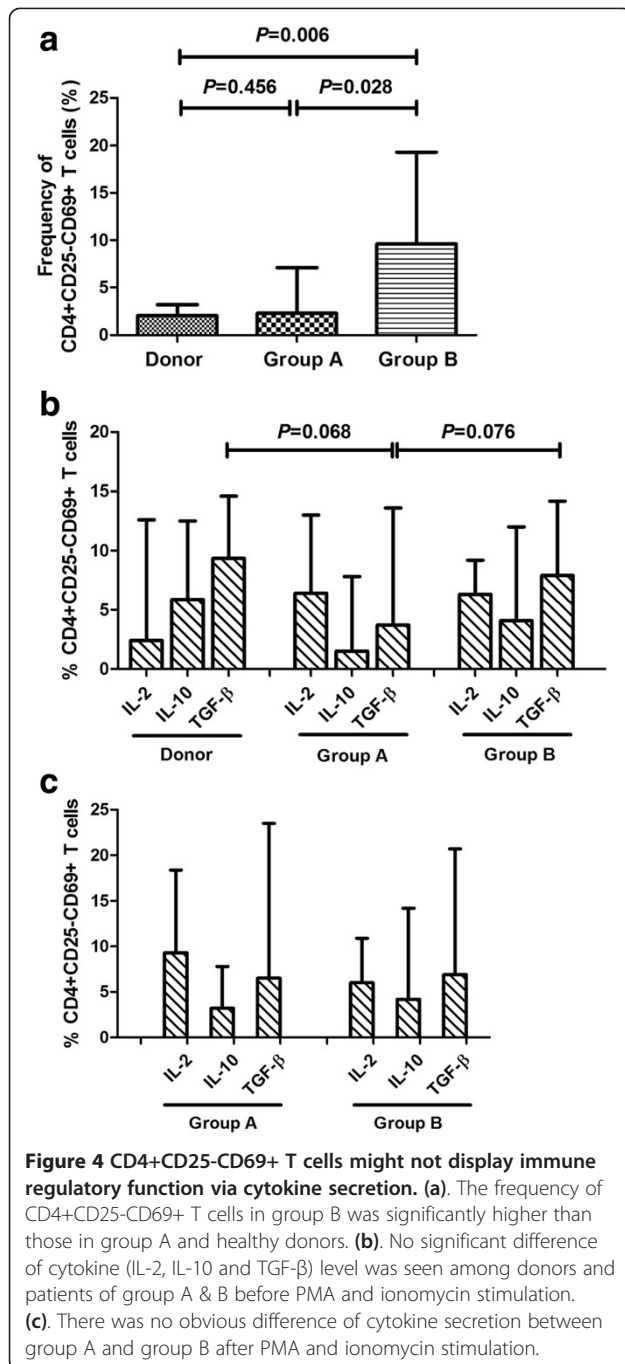 a
P=0.006
P=0.456 P=0.028
Frequency of
CD4+CD25-CD69+ T cells (%)
25
20
15
10
5
0
Donor Group A Group B
b
P=0.068 P=0.076
% CD4+CD25-CD69+ T cells
20
15
10
5
0
IL-2 IL-10 TGF-β IL-2 IL-10 TGF-β IL-2 IL-10 TGF-β
Donor Group A Group B
c
% CD4+CD25-CD69+ T cells
25
20
15
10
5
0
IL-2 IL-10 TGF-β IL-2 IL-10 TGF-β
Group A Group B
Figure 4 CD4+CD25-CD69+ T cells might not display immune
regulatory function via cytokine secretion. (a). The frequency of
CD4+CD25-CD69+ T cells in group B was significantly higher than
those in group A and healthy donors. (b). No significant difference
of cytokine (IL-2, IL-10 and TGF-β) level was seen among donors and
patients of group A & B before PMA and ionomycin stimulation.
(c). There was no obvious difference of cytokine secretion between
group A and group B after PMA and ionomycin stimulation.